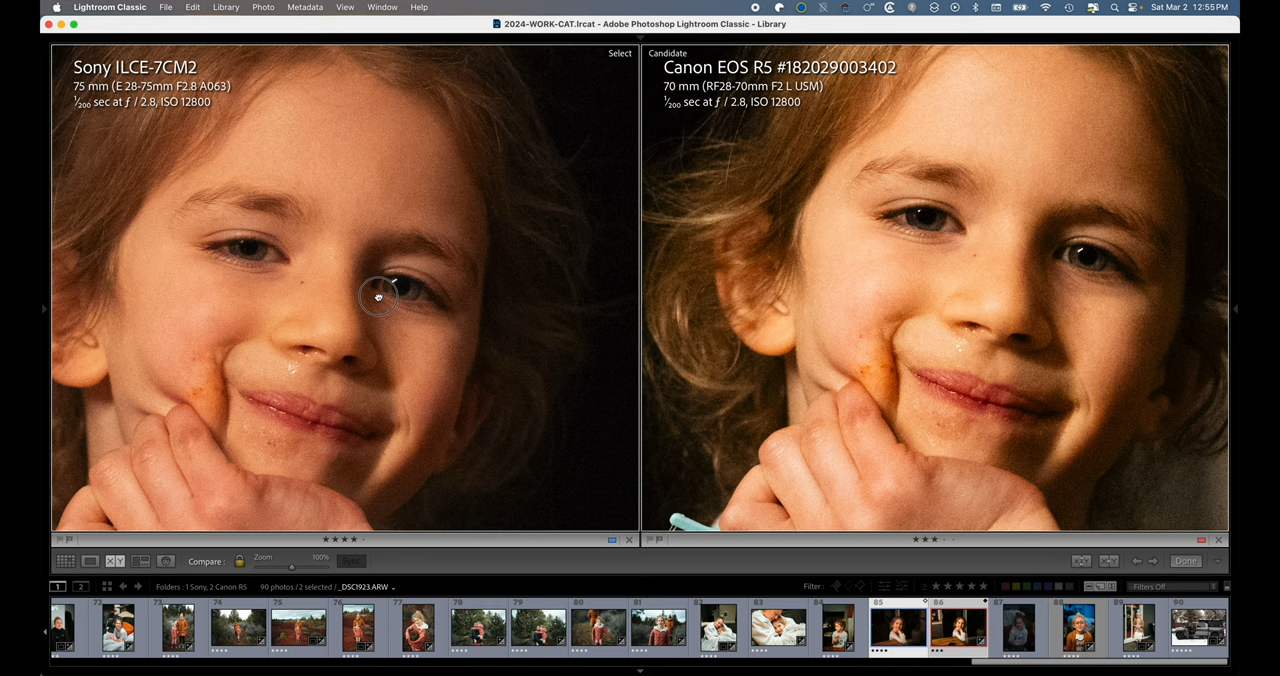 Lightroom Classic File Edit Library Photo Metadata View Window Help Sat Mar 2 12:55 PM
2024-WORK-CAT.lrcat - Adobe Photoshop Lightroom Classic - Library
Select
Candidate
Sony ILCE-7CM2
75 mm (E 28-75mm F2.8 A063)
1/200 sec at ƒ / 2.8, ISO 12800
Canon EOS R5 #182029003402
70 mm (RF28-70mm F2 L USM)
1/200 sec at ƒ / 2.8, ISO 12800
X Y Compare : Zoom 100% Sync Done
1 2 Folders : 1 Sony, 2 Canon R5 90 photos / 2 selected / _DSC1923.ARW Filter : Filters Off
72 73 74 75 76 77 78 79 80 81 82 83 84 85 86 87 88 89 90